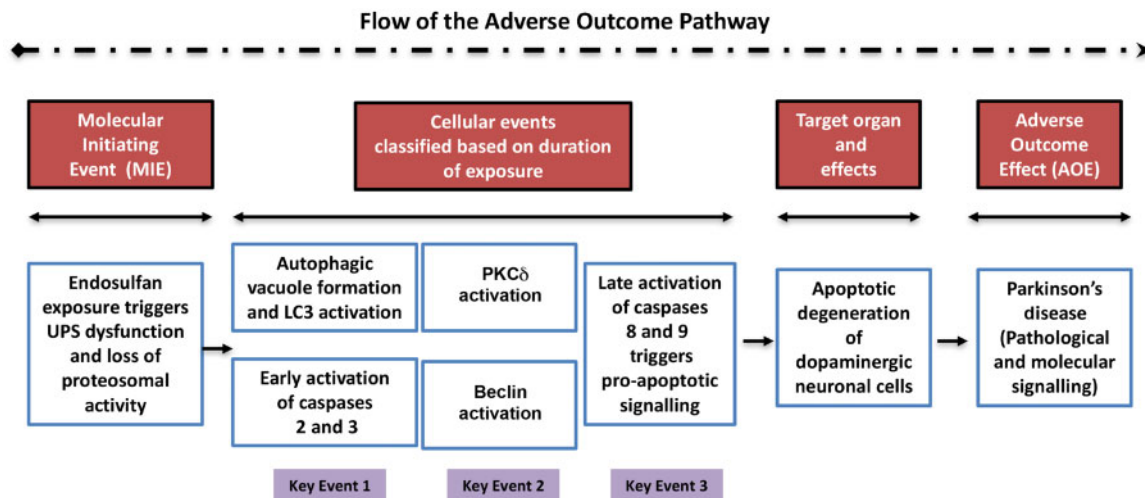 Flow of the Adverse Outcome Pathway
Molecular
Initiating
Event (MIE)
Cellular events
classified based on duration
of exposure
Target organ
and
effects
Adverse
Outcome
Effect (AOE)
Endosulfan
exposure triggers
UPS dysfunction
and loss of
proteosomal
activity
Autophagic
vacuole formation
and LC3 activation
Early activation
of caspases
2 and 3
PKCδ
activation
Beclin
activation
Late activation
of caspases
8 and 9
triggers
pro-apoptotic
signalling
Apoptotic
degeneration
of
dopaminergic
neuronal cells
Parkinson's
disease
(Pathological
and molecular
signalling)
Key Event 1
Key Event 2
Key Event 3